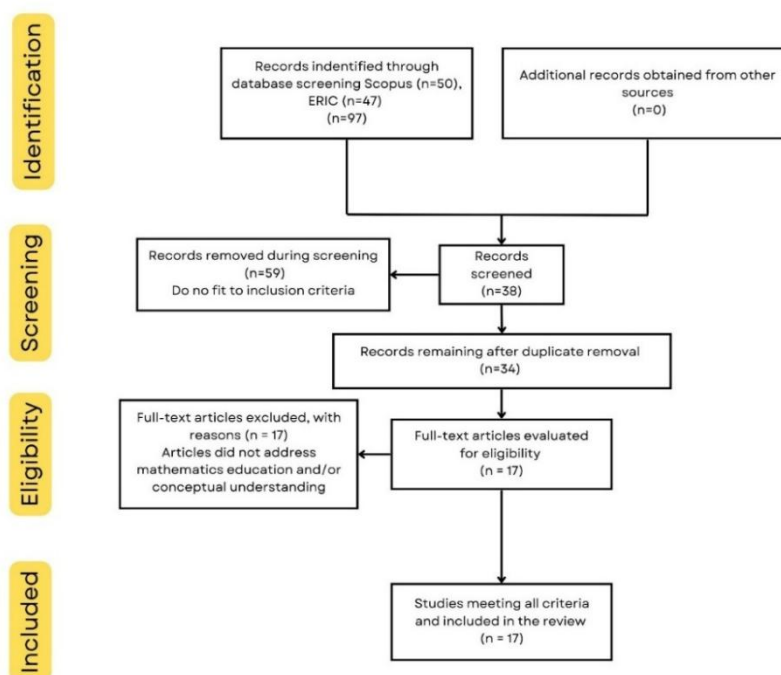 Identification
Records indentified through
database screening Scopus (n=50),
ERIC (n=47)
(n=97)
Additional records obtained from other
sources
(n=0)
Screening
Records removed during screening
(n=59)
Do no fit to inclusion criteria
Records
screened
(n=38)
Records remaining after duplicate removal
(n=34)
Eligibility
Full-text articles excluded, with
reasons (n = 17)
Articles did not address
mathematics education and/or
conceptual understanding
Full-text articles evaluated
for eligibility
(n = 17)
Included
Studies meeting all criteria
and included in the review
(n = 17)